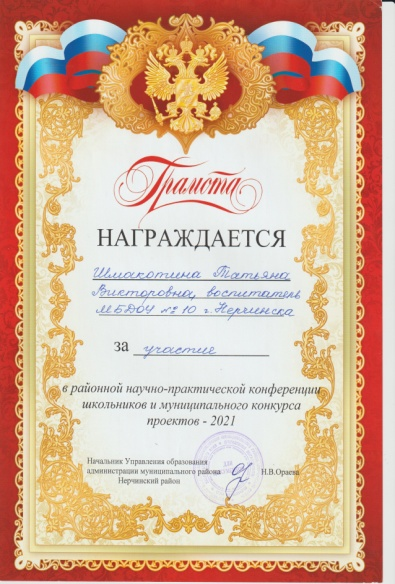 Грамота
НАГРАЖДАЕТСЯ
Шмакотина Татьяна
Викторовна, воспитатель
МБДОУ № 10 г. Нерчинска
за участие
в районной научно-практической конференции
школьников и муниципального конкурса
проектов - 2021
Начальник Управления образования
администрации муниципального района Н.В.Ораева
Нерчинский район